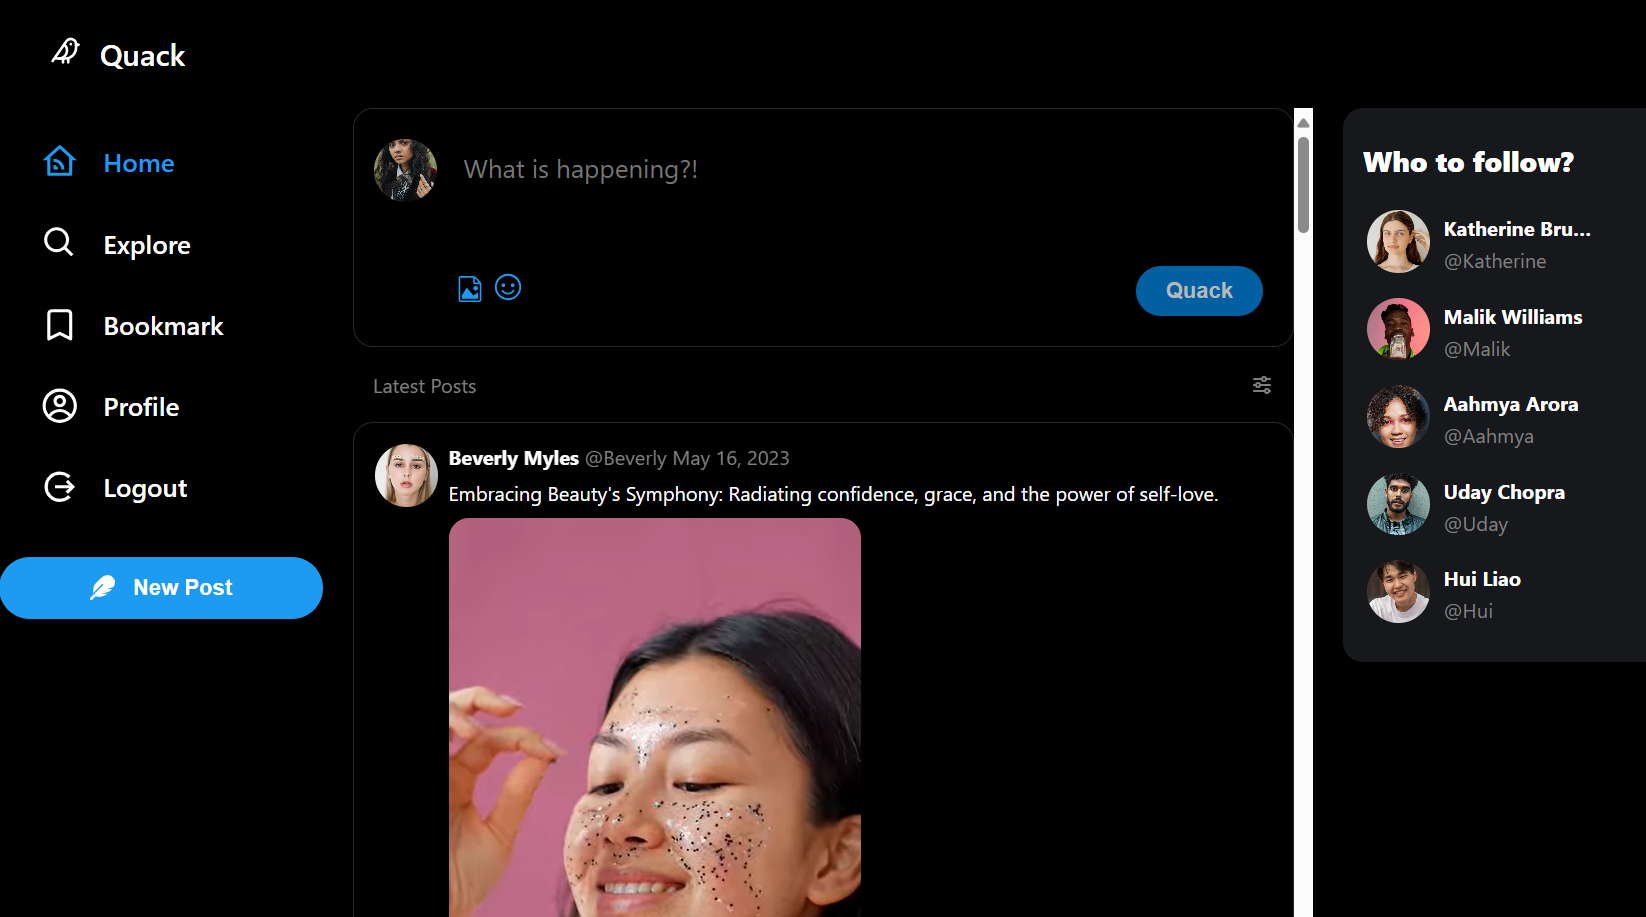 Quack
Home
Explore
Bookmark
Profile
Logout
New Post
What is happening?!
Quack
Latest Posts
Beverly Myles @Beverly May 16, 2023
Embracing Beauty's Symphony: Radiating confidence, grace, and the power of self-love.
Who to follow?
Katherine Bru...
@Katherine
Malik Williams
@Malik
Aahmya Arora
@Aahmya
Uday Chopra
@Uday
Hui Liao
@Hui